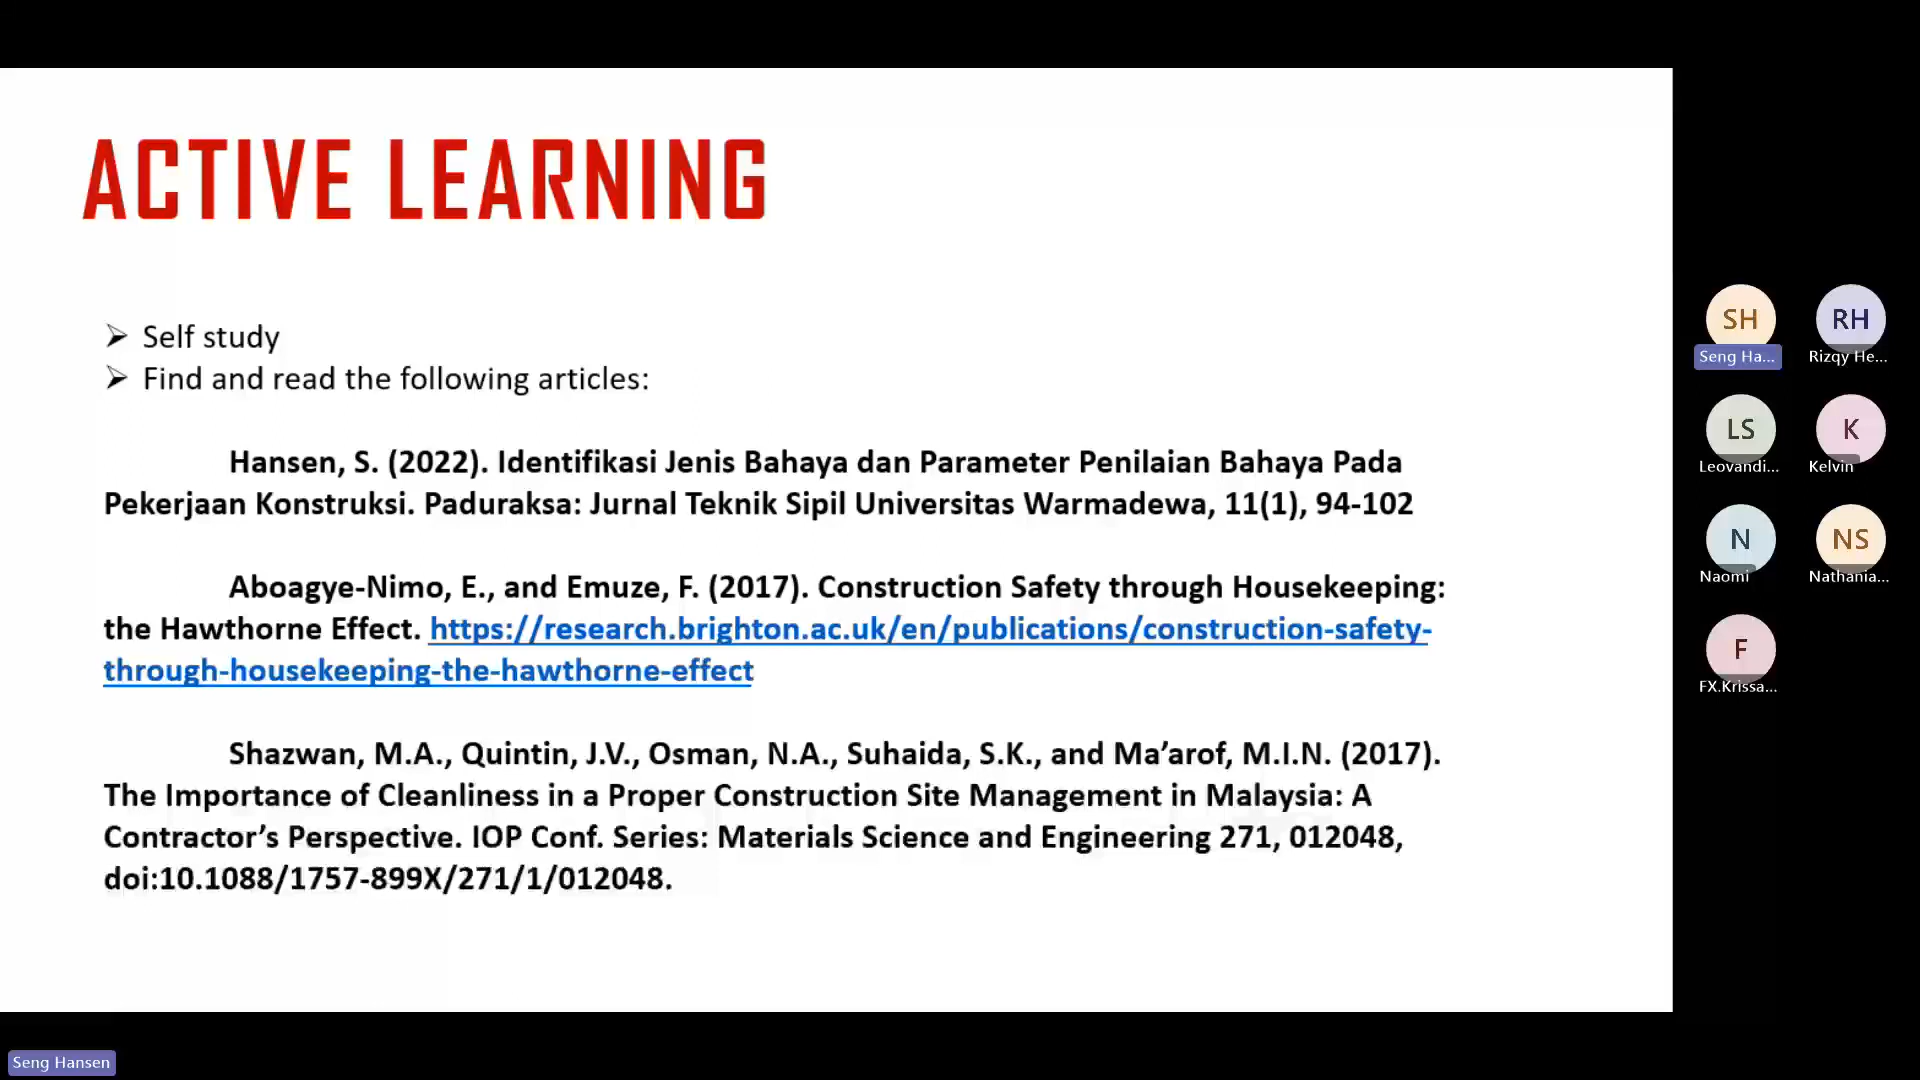 ACTIVE LEARNING
➢ Self study
➢ Find and read the following articles:
Hansen, S. (2022). Identifikasi Jenis Bahaya dan Parameter Penilaian Bahaya Pada
Pekerjaan Konstruksi. Paduraksa: Jurnal Teknik Sipil Universitas Warmadewa, 11(1), 94-102
Aboagye-Nimo, E., and Emuze, F. (2017). Construction Safety through Housekeeping:
the Hawthorne Effect. https://research.brighton.ac.uk/en/publications/construction-safety-
through-housekeeping-the-hawthorne-effect
Shazwan, M.A., Quintin, J.V., Osman, N.A., Suhaida, S.K., and Ma’arof, M.I.N. (2017).
The Importance of Cleanliness in a Proper Construction Site Management in Malaysia: A
Contractor’s Perspective. IOP Conf. Series: Materials Science and Engineering 271, 012048,
doi:10.1088/1757-899X/271/1/012048.
SH
Seng Ha...
RH
Rizqy He...
LS
Leovandi...
K
Kelvin
N
Naomi
NS
Nathania...
F
FX.Krissa...
Seng Hansen